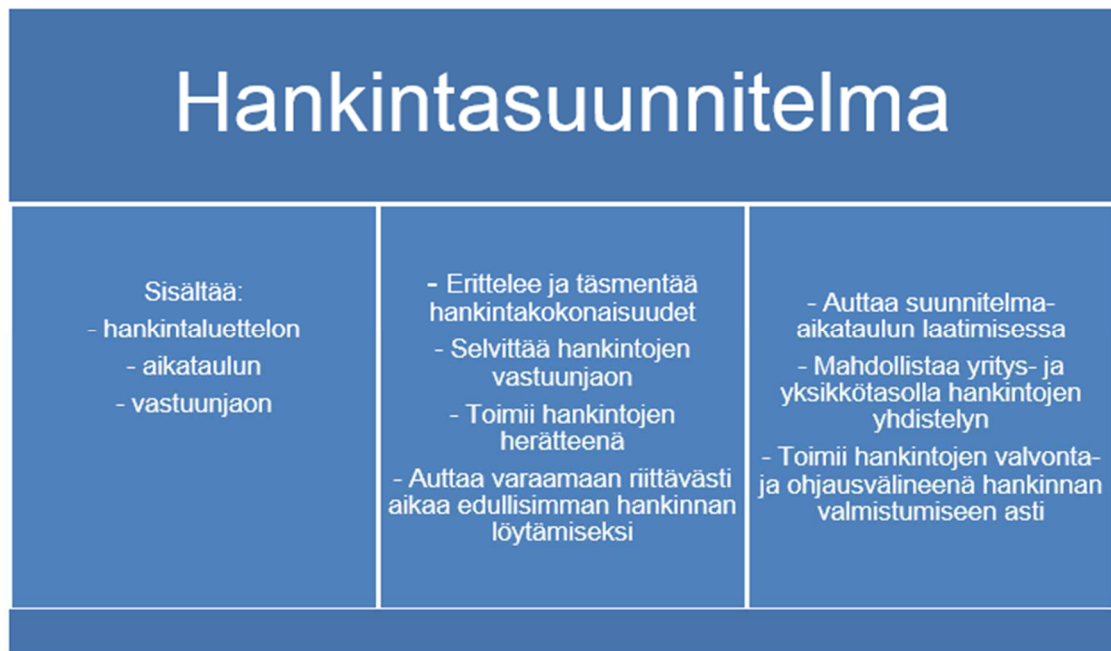 Hankintasuunnitelma
Sisältää:
- hankintaluettelon
- aikataulun
- vastuunjaon
- Erittelee ja täsmentää
hankintakokonaisuudet
- Selvittää hankintojen
vastuunjaon
- Toimii hankintojen
herätteenä
- Auttaa varaamaan riittävästi
aikaa edullisimman hankinnan
löytämiseksi
- Auttaa suunnitelma-
aikataulun laatimisessa
- Mahdollistaa yritys- ja
yksikkötasolla hankintojen
yhdistelyn
- Toimii hankintojen valvonta-
ja ohjausvälineenä hankinnan
valmistumiseen asti